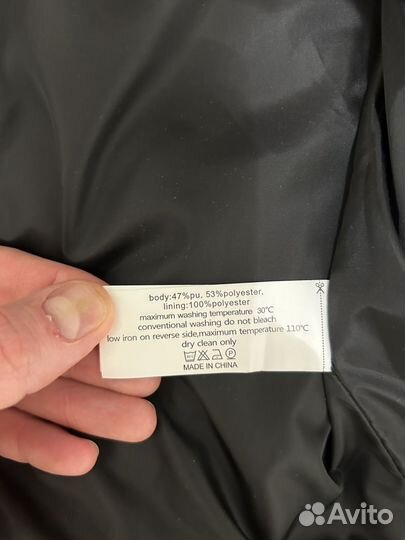 body:47%pu, 53%polyester.
lining:100%polyester
maximum washing temperature 30℃
conventional washing do not bleach
low iron on reverse side,maximum temperature 110℃
dry clean only
MADE IN CHINA
Avito